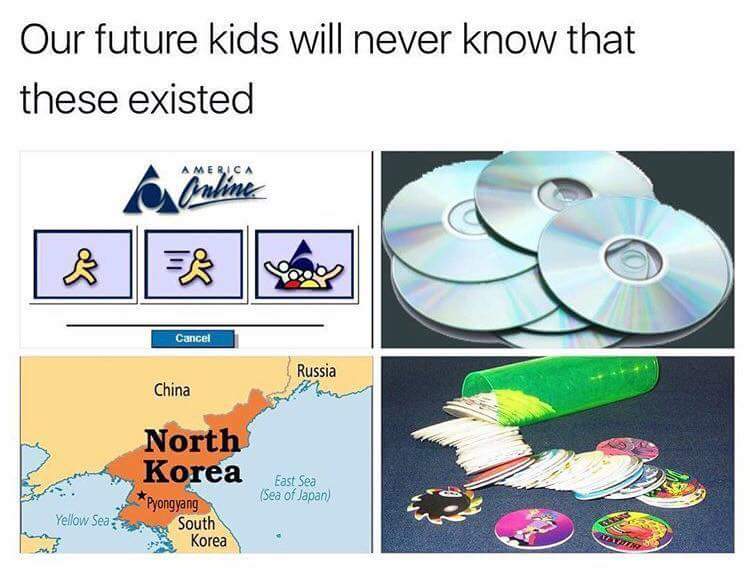 Our future kids will never know that
these existed
AMERICA
Online
Cancel
Russia
China
North
Korea
East Sea
(Sea of Japan)
Pyongyang
Yellow Sea
South
Korea